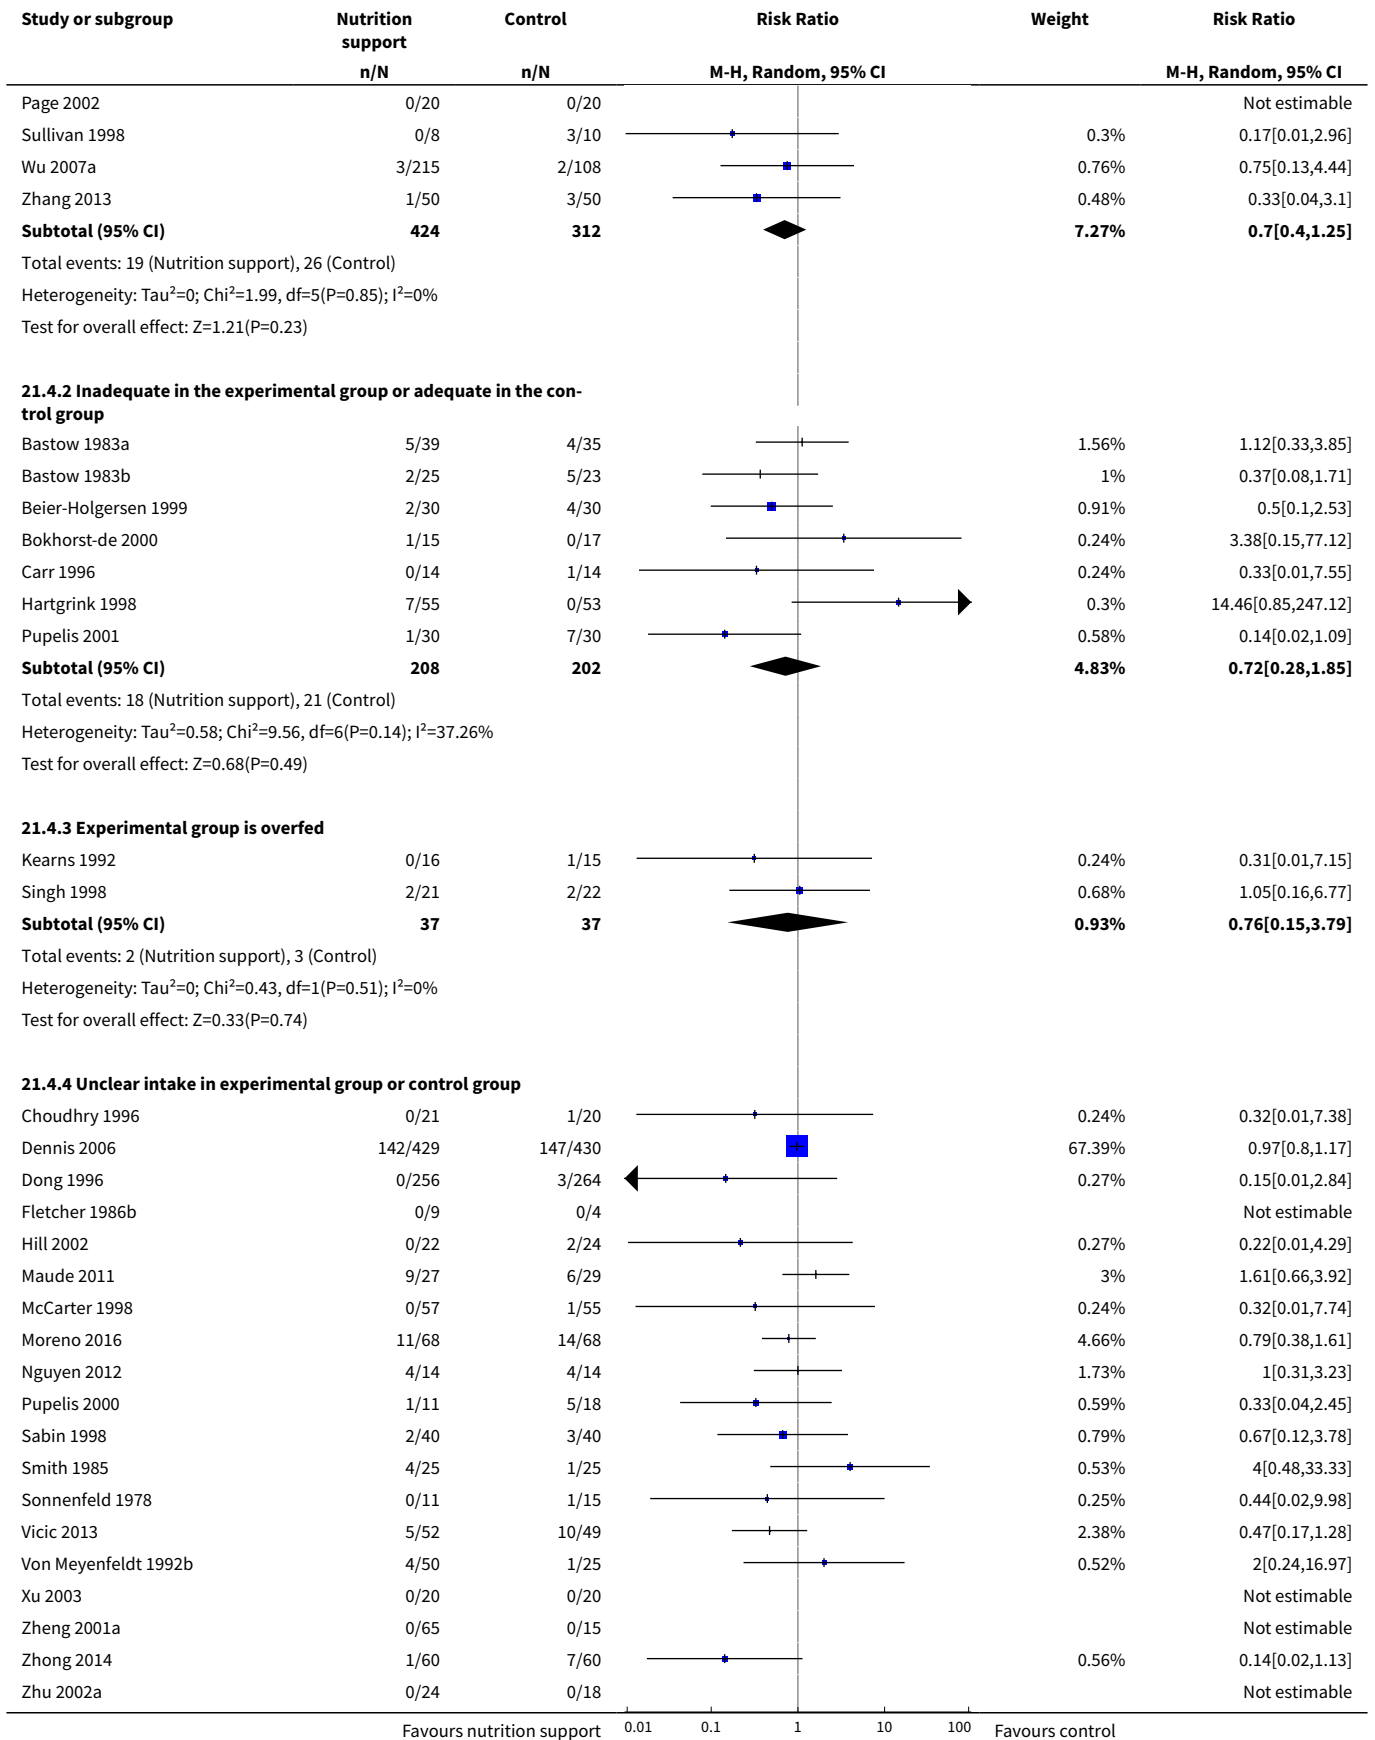 Study or subgroup Nutrition support Control Risk Ratio Weight Risk Ratio
n/N n/N M-H, Random, 95% CI M-H, Random, 95% CI
Page 2002 0/20 0/20 Not estimable
Sullivan 1998 0/8 3/10 0.3% 0.17[0.01,2.96]
Wu 2007a 3/215 2/108 0.76% 0.75[0.13,4.44]
Zhang 2013 1/50 3/50 0.48% 0.33[0.04,3.1]
Subtotal (95% CI) 424 312 7.27% 0.7[0.4,1.25]
Total events: 19 (Nutrition support), 26 (Control)
Heterogeneity: Tau²=0; Chi²=1.99, df=5(P=0.85); I²=0%
Test for overall effect: Z=1.21(P=0.23)
21.4.2 Inadequate in the experimental group or adequate in the con-
trol group
Bastow 1983a 5/39 4/35 1.56% 1.12[0.33,3.85]
Bastow 1983b 2/25 5/23 1% 0.37[0.08,1.71]
Beier-Holgersen 1999 2/30 4/30 0.91% 0.5[0.1,2.53]
Bokhorst-de 2000 1/15 0/17 0.24% 3.38[0.15,77.12]
Carr 1996 0/14 1/14 0.24% 0.33[0.01,7.55]
Hartgrink 1998 7/55 0/53 0.3% 14.46[0.85,247.12]
Pupelis 2001 1/30 7/30 0.58% 0.14[0.02,1.09]
Subtotal (95% CI) 208 202 4.83% 0.72[0.28,1.85]
Total events: 18 (Nutrition support), 21 (Control)
Heterogeneity: Tau²=0.58; Chi²=9.56, df=6(P=0.14); I²=37.26%
Test for overall effect: Z=0.68(P=0.49)
21.4.3 Experimental group is overfed
Kearns 1992 0/16 1/15 0.24% 0.31[0.01,7.15]
Singh 1998 2/21 2/22 0.68% 1.05[0.16,6.77]
Subtotal (95% CI) 37 37 0.93% 0.76[0.15,3.79]
Total events: 2 (Nutrition support), 3 (Control)
Heterogeneity: Tau²=0; Chi²=0.43, df=1(P=0.51); I²=0%
Test for overall effect: Z=0.33(P=0.74)
21.4.4 Unclear intake in experimental group or control group
Choudhry 1996 0/21 1/20 0.24% 0.32[0.01,7.38]
Dennis 2006 142/429 147/430 67.39% 0.97[0.8,1.17]
Dong 1996 0/256 3/264 0.27% 0.15[0.01,2.84]
Fletcher 1986b 0/9 0/4 Not estimable
Hill 2002 0/22 2/24 0.27% 0.22[0.01,4.29]
Maude 2011 9/27 6/29 3% 1.61[0.66,3.92]
McCarter 1998 0/57 1/55 0.24% 0.32[0.01,7.74]
Moreno 2016 11/68 14/68 4.66% 0.79[0.38,1.61]
Nguyen 2012 4/14 4/14 1.73% 1[0.31,3.23]
Pupelis 2000 1/11 5/18 0.59% 0.33[0.04,2.45]
Sabin 1998 2/40 3/40 0.79% 0.67[0.12,3.78]
Smith 1985 4/25 1/25 0.53% 4[0.48,33.33]
Sonnenfeld 1978 0/11 1/15 0.25% 0.44[0.02,9.98]
Vicic 2013 5/52 10/49 2.38% 0.47[0.17,1.28]
Von Meyenfeldt 1992b 4/50 1/25 0.52% 2[0.24,16.97]
Xu 2003 0/20 0/20 Not estimable
Zheng 2001a 0/65 0/15 Not estimable
Zhong 2014 1/60 7/60 0.56% 0.14[0.02,1.13]
Zhu 2002a 0/24 0/18 Not estimable
Favours nutrition support 0.01 0.1 1 10 100 Favours control